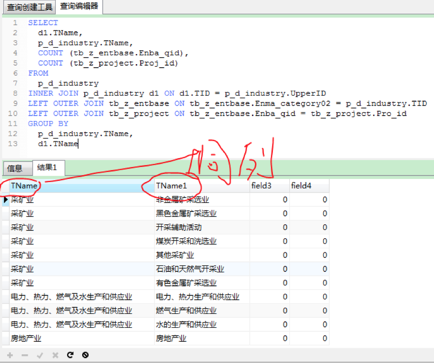 查询创建工具 查询编辑器
1 SELECT
2 d1.TName,
3 p_d_industry.TName,
4 COUNT (tb_z_entbase.Enba_qid),
5 COUNT (tb_z_project.Proj_id)
6 FROM
7 p_d_industry
8 INNER JOIN p_d_industry d1 ON d1.TID = p_d_industry.UpperID
9 LEFT OUTER JOIN tb_z_entbase ON tb_z_entbase.Enma_category02 = p_d_industry.TID
10 LEFT OUTER JOIN tb_z_project ON tb_z_entbase.Enba_qid = tb_z_project.Pro_id
11 GROUP BY
12 p_d_industry.TName,
13 d1.TName
信息 结果1
TName TName1 field3 field4
采矿业 非金属矿采选业 0 0
采矿业 黑色金属矿采选业 0 0
采矿业 开采辅助活动 0 0
采矿业 煤炭开采和洗选业 0 0
采矿业 其他采矿业 0 0
采矿业 石油和天然气开采业 0 0
采矿业 有色金属矿采选业 0 0
电力、热力、燃气及水生产和供应业 电力、热力生产和供应业 0 0
电力、热力、燃气及水生产和供应业 燃气生产和供应业 0 0
电力、热力、燃气及水生产和供应业 水的生产和供应业 0 0
房地产业 房地产业 0 0